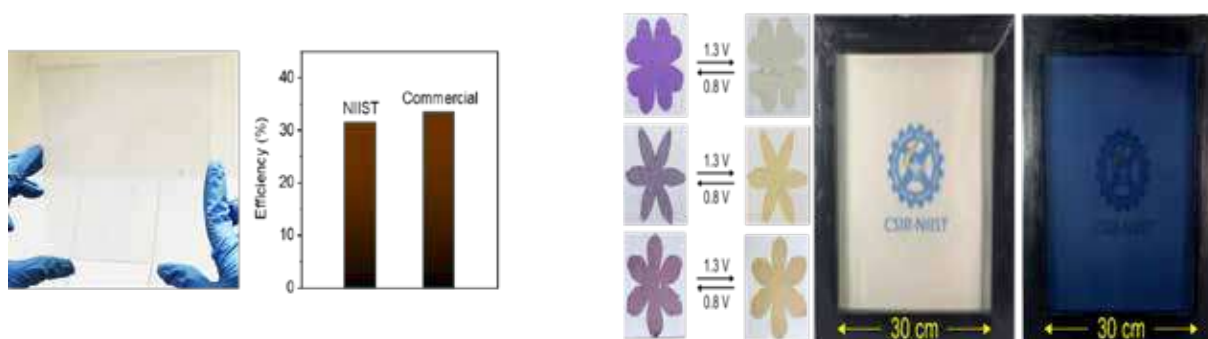 40
30
20
10
0
Efficiency (%)
NIIST
Commercial
1.3 V
0.8 V
1.3 V
0.8 V
1.3 V
0.8 V
CSIR-NIIST
30 cm
30 cm